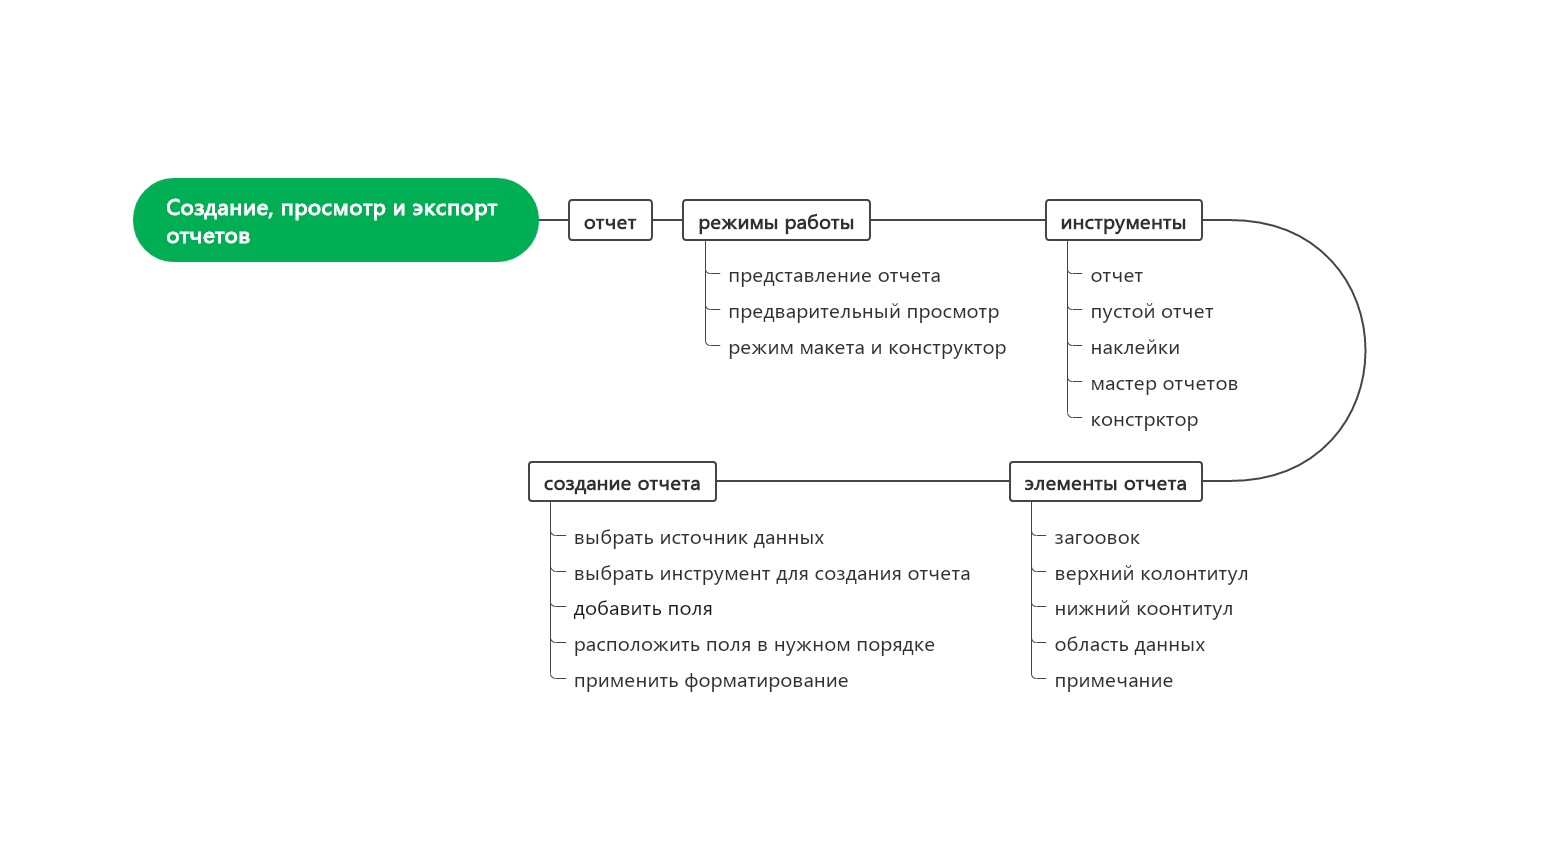 Создание, просмотр и экспорт
отчетов
отчет
режимы работы
представление отчета
предварительный просмотр
режим макета и конструктор
инструменты
отчет
пустой отчет
наклейки
мастер отчетов
констрктор
элементы отчета
загоовок
верхний колонтитул
нижний коонтитул
область данных
примечание
создание отчета
выбрать источник данных
выбрать инструмент для создания отчета
добавить поля
расположить поля в нужном порядке
применить форматирование